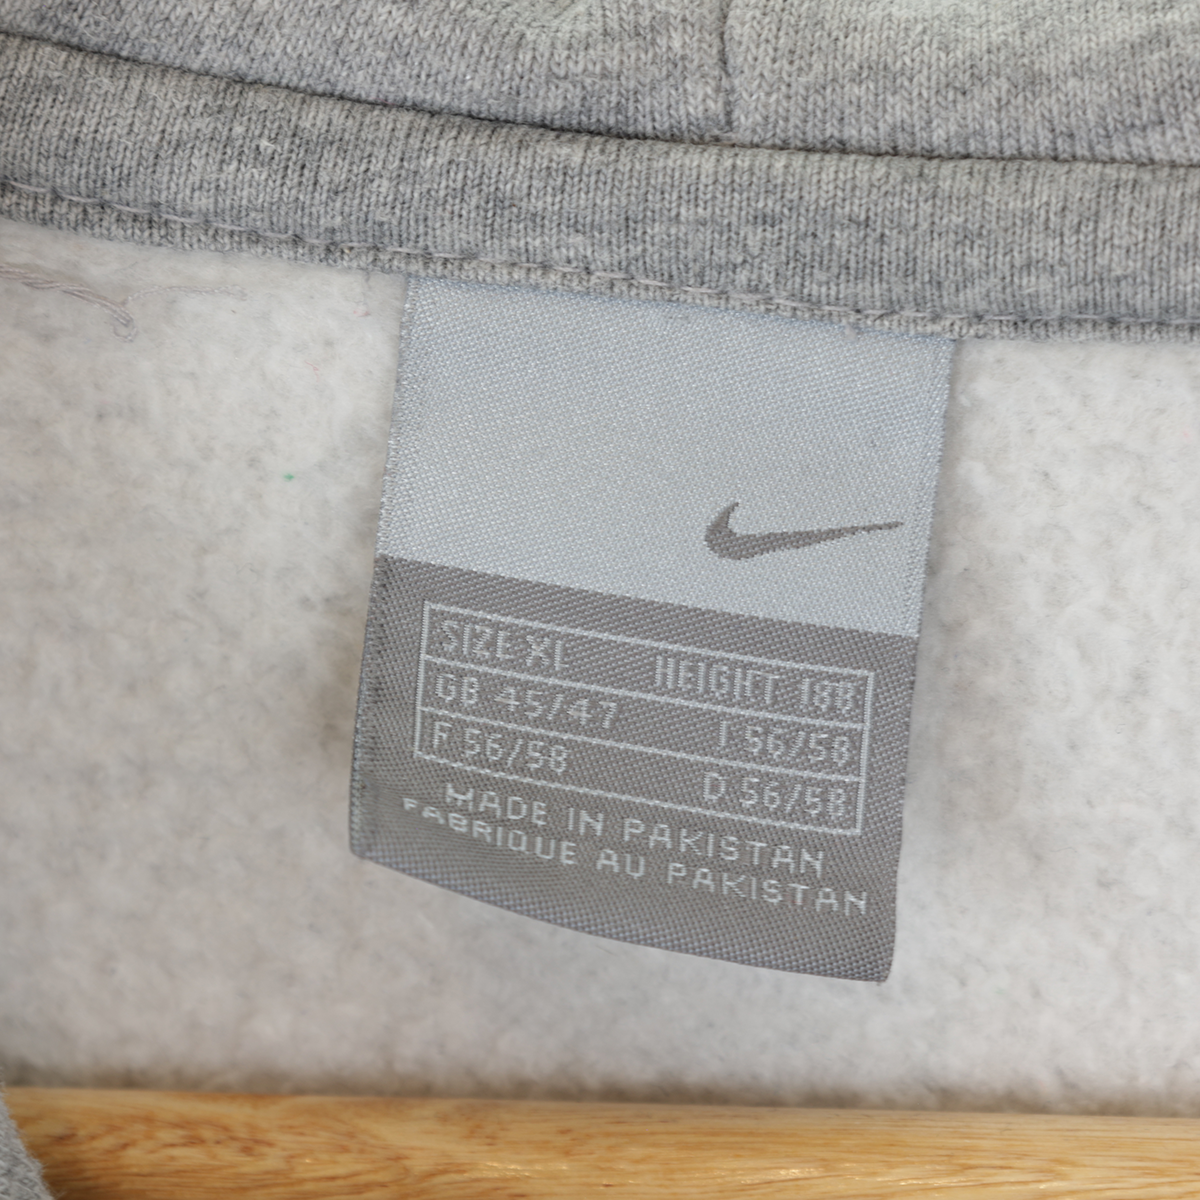 SIZE XL HEIGHT 188
GB 45/47 I 56/58
F 56/58 D 56/58
MADE IN PAKISTAN
FABRIQUE AU PAKISTAN